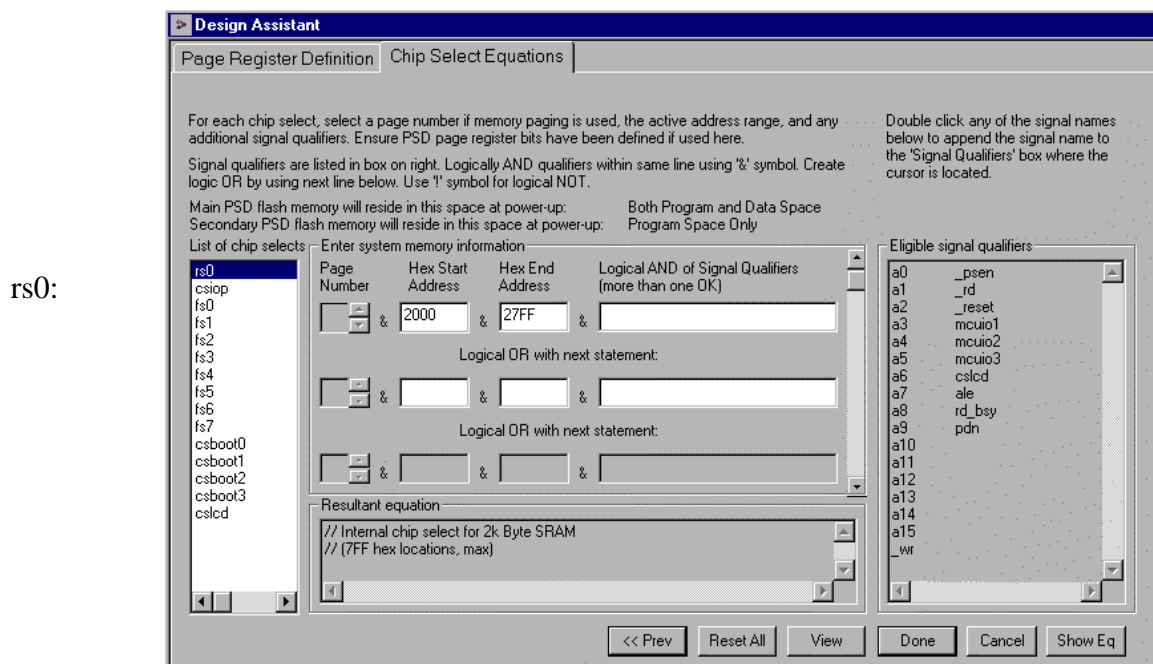 Design Assistant
Page Register Definition
Chip Select Equations
For each chip select, select a page number if memory paging is used, the active address range, and any
additional signal qualifiers. Ensure PSD page register bits have been defined if used here.
Signal qualifiers are listed in box on right. Logically AND qualifiers within same line using '&' symbol. Create
logic OR by using next line below. Use '!' symbol for logical NOT.
Main PSD flash memory will reside in this space at power-up: Both Program and Data Space
Secondary PSD flash memory will reside in this space at power-up: Program Space Only
Double click any of the signal names
below to append the signal name to
the 'Signal Qualifiers' box where the
cursor is located.
rs0:
List of chip selects
rs0
csiop
fs0
fs1
fs2
fs3
fs4
fs5
fs6
fs7
csboot0
csboot1
csboot2
csboot3
cslcd
Enter system memory information
Page Number
Hex Start Address
Hex End Address
Logical AND of Signal Qualifiers
(more than one OK)
& 2000 & 27FF &
Logical OR with next statement:
& & &
Logical OR with next statement:
& & &
Resultant equation
// Internal chip select for 2k Byte SRAM
// (7FF hex locations, max)
Eligible signal qualifiers
a0 _psen
a1 _rd
a2 _reset
a3 mcuio1
a4 mcuio2
a5 mcuio3
a6 cslcd
a7 ale
a8 rd_bsy
a9 pdn
a10
a11
a12
a13
a14
a15
_wr
<< Prev
Reset All
View
Done
Cancel
Show Eq